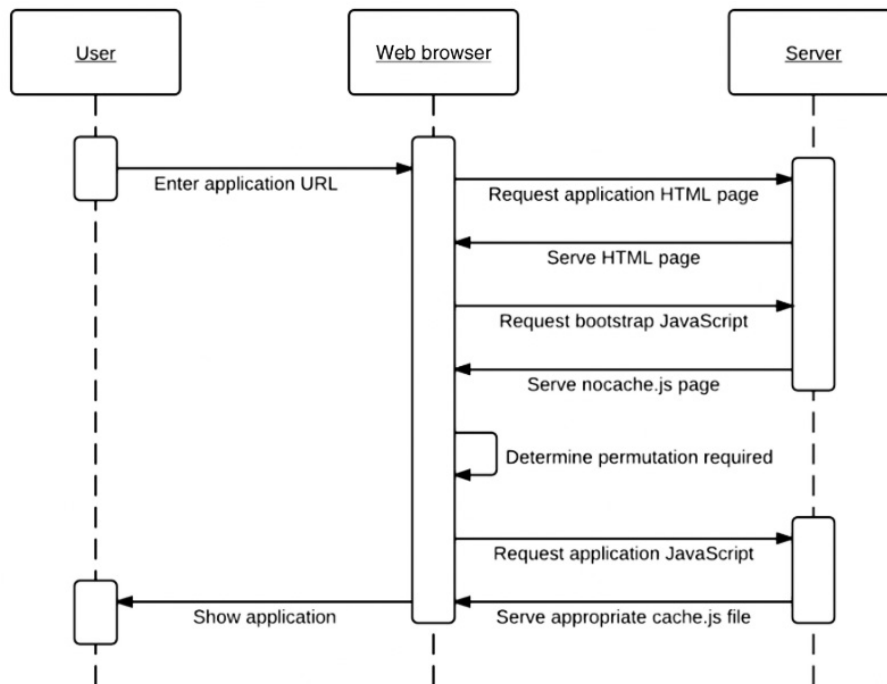 User
Web browser
Server
Enter application URL
Request application HTML page
Serve HTML page
Request bootstrap JavaScript
Serve nocache.js page
Determine permutation required
Request application JavaScript
Show application
Serve appropriate cache.js file